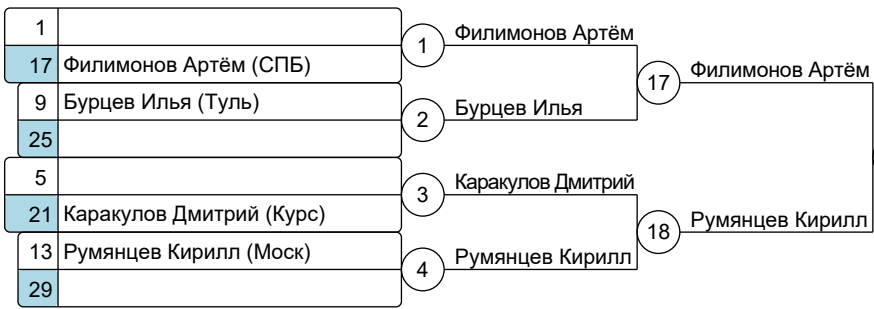 1
17 Филимонов Артём (СПБ)
9 Бурцев Илья (Туль)
25
5
21 Каракулов Дмитрий (Курс)
13 Румянцев Кирилл (Моск)
29
1
Филимонов Артём
2
Бурцев Илья
3
Каракулов Дмитрий
4
Румянцев Кирилл
17
Филимонов Артём
18
Румянцев Кирилл